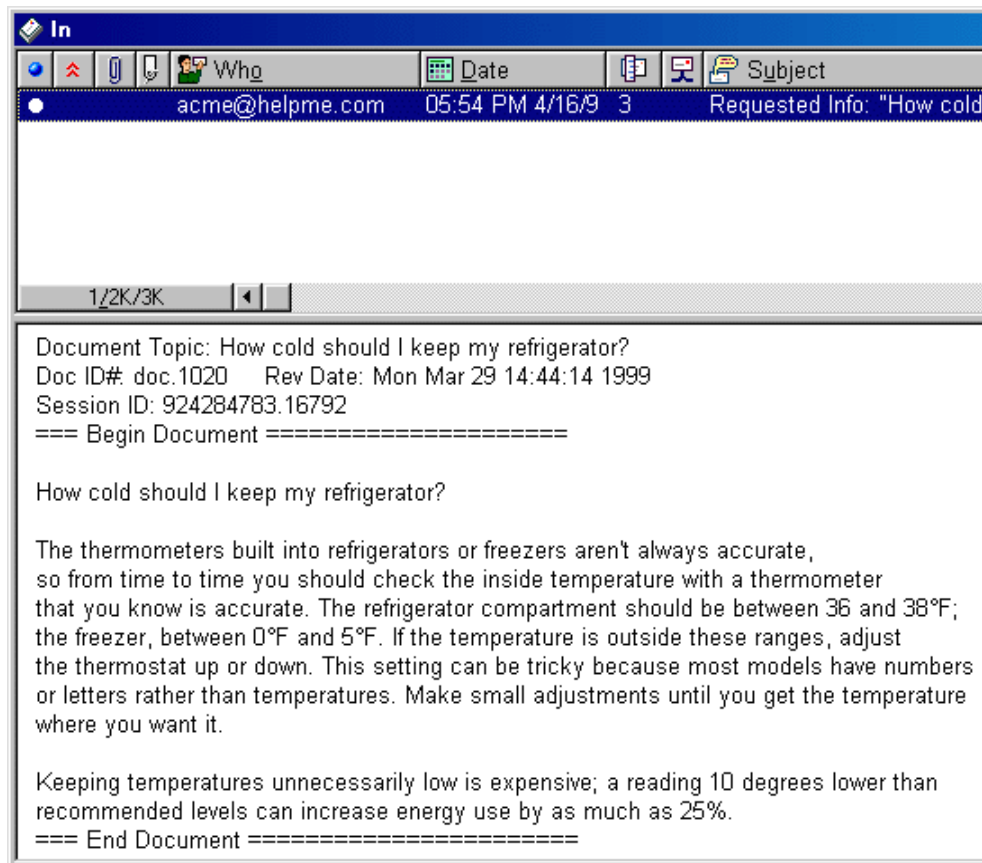 In
Who Date Subject
acme@helpme.com 05:54 PM 4/16/9 3 Requested Info: "How cold
1/2K/3K
Document Topic: How cold should I keep my refrigerator?
Doc ID#: doc.1020 Rev Date: Mon Mar 29 14:44:14 1999
Session ID: 924284783.16792
=== Begin Document =====================
How cold should I keep my refrigerator?
The thermometers built into refrigerators or freezers aren't always accurate,
so from time to time you should check the inside temperature with a thermometer
that you know is accurate. The refrigerator compartment should be between 36 and 38°F;
the freezer, between 0°F and 5°F. If the temperature is outside these ranges, adjust
the thermostat up or down. This setting can be tricky because most models have numbers
or letters rather than temperatures. Make small adjustments until you get the temperature
where you want it.
Keeping temperatures unnecessarily low is expensive; a reading 10 degrees lower than
recommended levels can increase energy use by as much as 25%.
=== End Document =======================